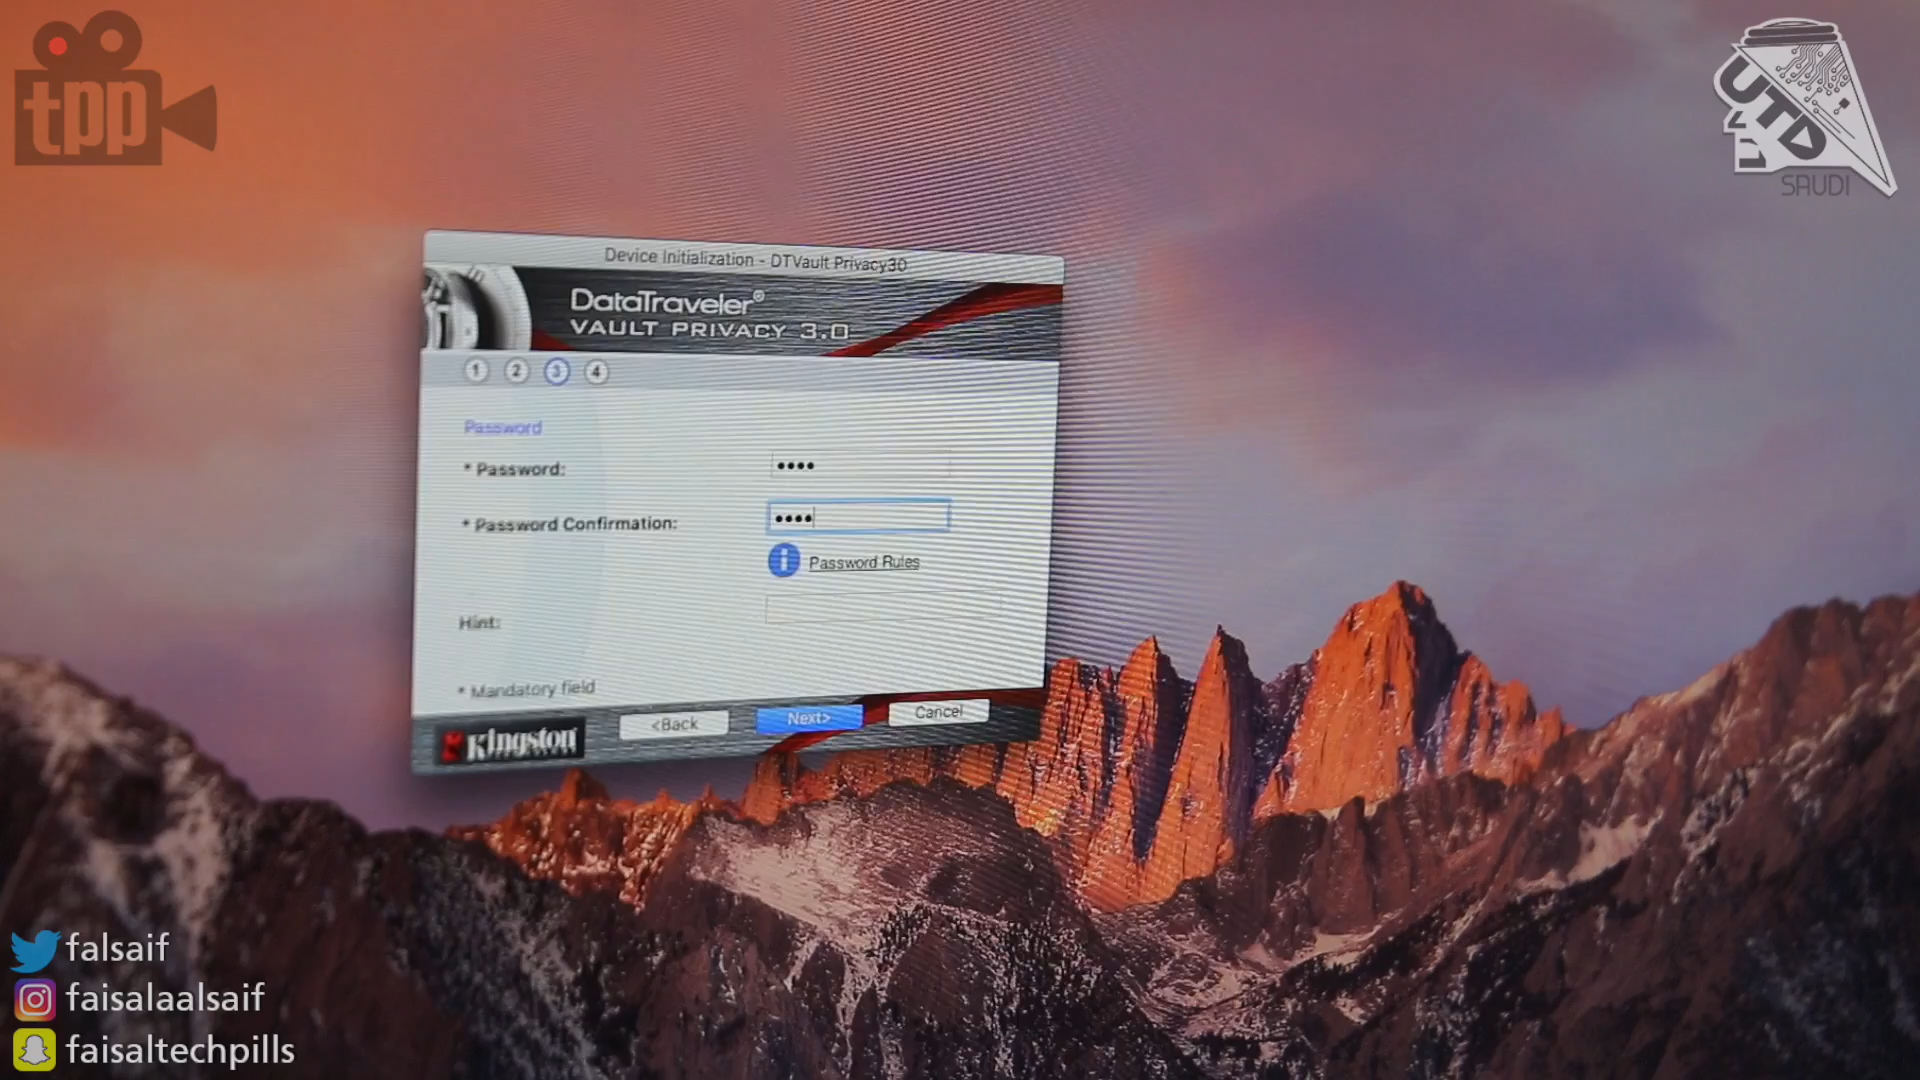 tpp
UTD
SAUDI
Device Initialization - DTVault Privacy30
DataTraveler®
VAULT PRIVACY 3.0
1 2 3 4
Password
* Password: ••••
* Password Confirmation: ••••
i Password Rules
Hint:
* Mandatory field
Kingston
<Back
Next>
Cancel
falsaif
faisalaalsaif
faisaltechpills